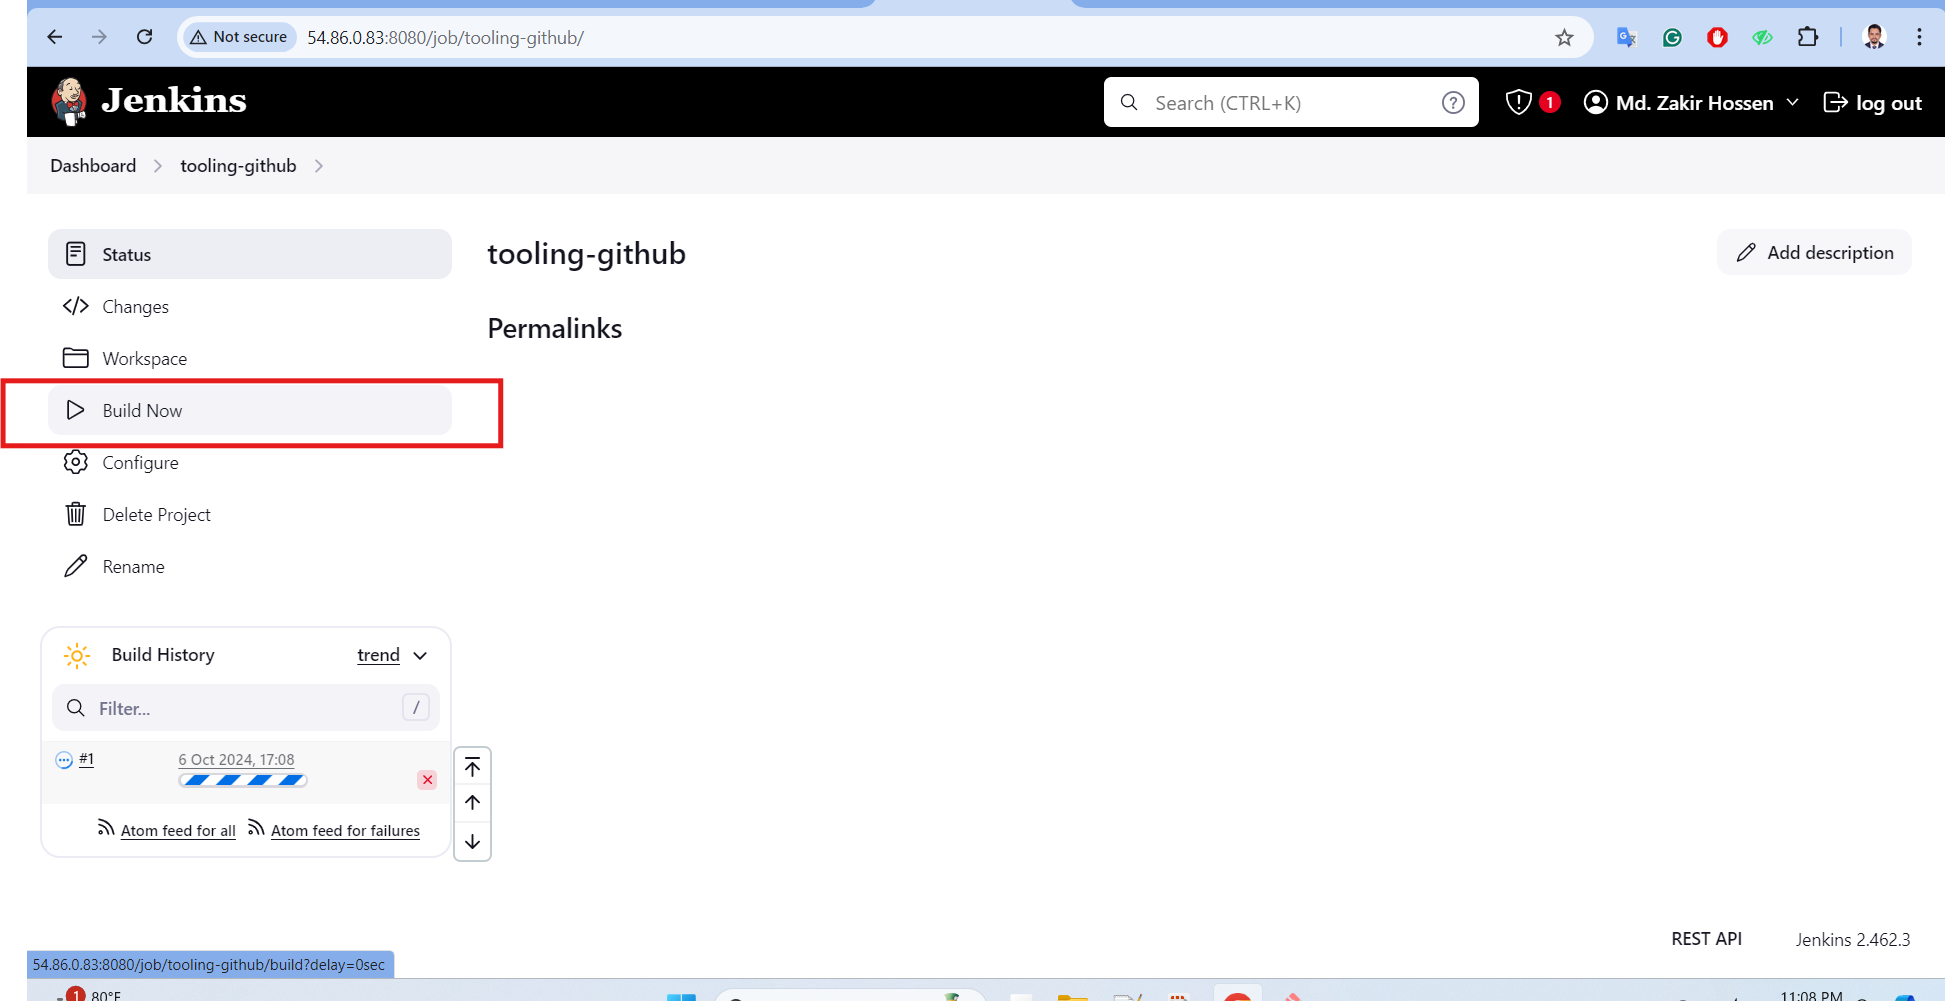 Not secure 54.86.0.83:8080/job/tooling-github/
Jenkins
Search (CTRL+K)
1
Md. Zakir Hossen
log out
Dashboard
tooling-github
Status
Changes
Workspace
Build Now
Configure
Delete Project
Rename
tooling-github
Add description
Permalinks
Build History
trend
Filter...
/
#1
6 Oct 2024, 17:08
Atom feed for all
Atom feed for failures
REST API
Jenkins 2.462.3
54.86.0.83:8080/job/tooling-github/build?delay=0sec
1
80°F
11:08 PM